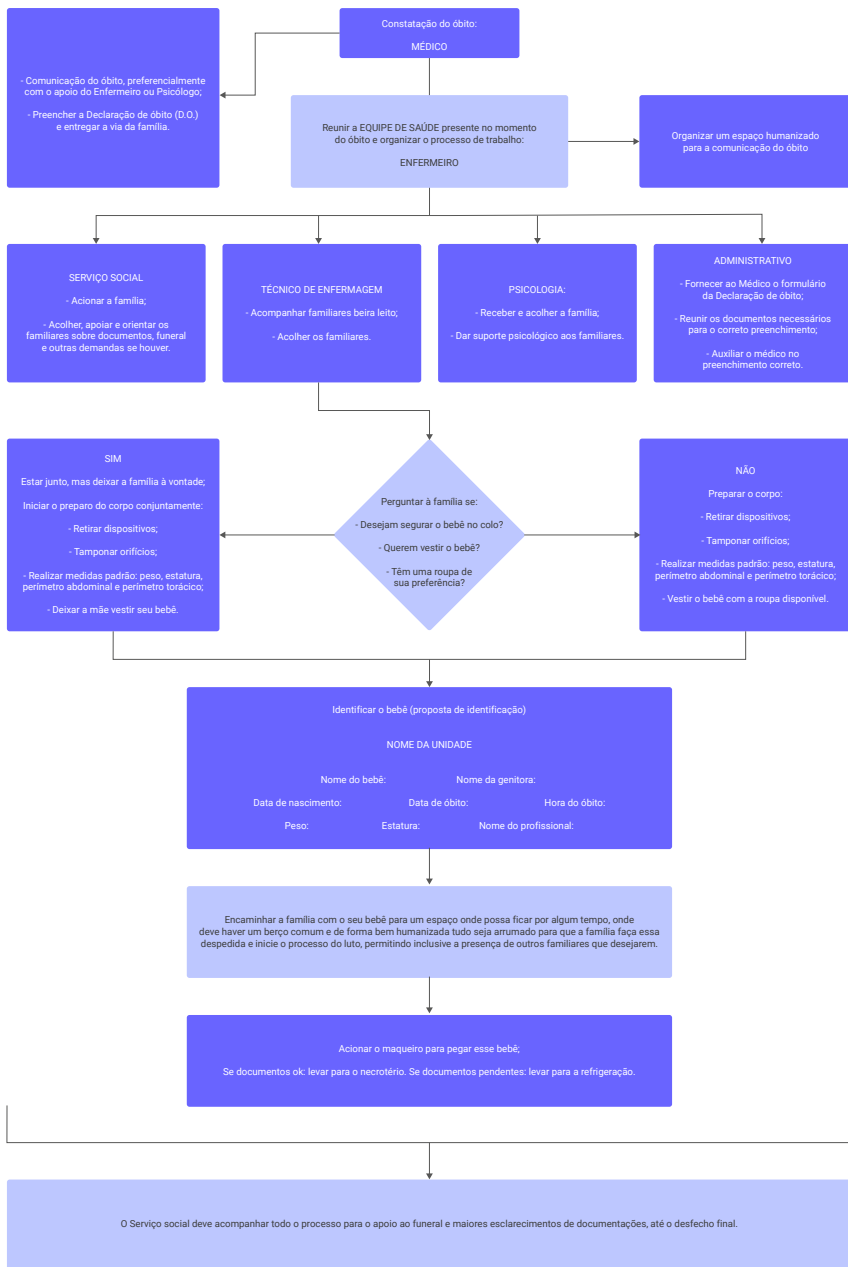 Constatação do óbito:
MÉDICO
- Comunicação do óbito, preferencialmente
com o apoio do Enfermeiro ou Psicólogo;
- Preencher a Declaração de óbito (D.O.)
e entregar a via da família.
Reunir a EQUIPE DE SAÚDE presente no momento
do óbito e organizar o processo de trabalho:
ENFERMEIRO
Organizar um espaço humanizado
para a comunicação do óbito
SERVIÇO SOCIAL
- Acionar a família;
- Acolher, apoiar e orientar os
familiares sobre documentos, funeral
e outras demandas se houver.
TÉCNICO DE ENFERMAGEM
- Acompanhar familiares beira leito;
- Acolher os familiares.
PSICOLOGIA:
- Receber e acolher a família;
- Dar suporte psicológico aos familiares.
ADMINISTRATIVO
- Fornecer ao Médico o formulário
da Declaração de óbito;
- Reunir os documentos necessários
para o correto preenchimento;
- Auxiliar o médico no
preenchimento correto.
SIM
Estar junto, mas deixar a família à vontade;
Iniciar o preparo do corpo conjuntamente:
- Retirar dispositivos;
- Tamponar orifícios;
- Realizar medidas padrão: peso, estatura,
perímetro abdominal e perímetro torácico;
- Deixar a mãe vestir seu bebê.
Perguntar à família se:
- Desejam segurar o bebê no colo?
- Querem vestir o bebê?
- Têm uma roupa de
sua preferência?
NÃO
Preparar o corpo:
- Retirar dispositivos;
- Tamponar orifícios;
- Realizar medidas padrão: peso, estatura,
perímetro abdominal e perímetro torácico;
- Vestir o bebê com a roupa disponível.
Identificar o bebê (proposta de identificação)
NOME DA UNIDADE
Nome do bebê: Nome da genitora:
Data de nascimento: Data de óbito: Hora do óbito:
Peso: Estatura: Nome do profissional:
Encaminhar a família com o seu bebê para um espaço onde possa ficar por algum tempo, onde
deve haver um berço comum e de forma bem humanizada tudo seja arrumado para que a família faça essa
despedida e inicie o processo do luto, permitindo inclusive a presença de outros familiares que desejarem.
Acionar o maqueiro para pegar esse bebê;
Se documentos ok: levar para o necrotério. Se documentos pendentes: levar para a refrigeração.
O Serviço social deve acompanhar todo o processo para o apoio ao funeral e maiores esclarecimentos de documentações, até o desfecho final.